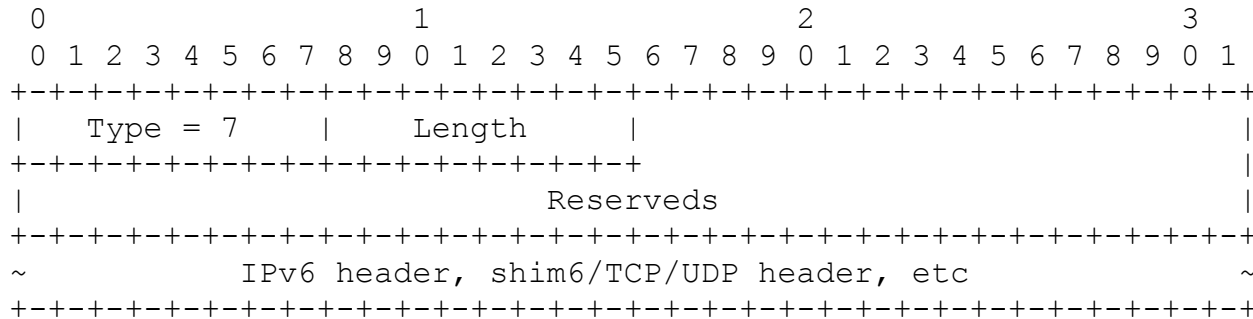 0                   1                   2                   3
0 1 2 3 4 5 6 7 8 9 0 1 2 3 4 5 6 7 8 9 0 1 2 3 4 5 6 7 8 9 0 1
+-+-+-+-+-+-+-+-+-+-+-+-+-+-+-+-+-+-+-+-+-+-+-+-+-+-+-+-+-+-+-+-+
|   Type = 7    |    Length     |                               |
+-+-+-+-+-+-+-+-+-+-+-+-+-+-+-+-+                               |
|                           Reserveds                           |
+-+-+-+-+-+-+-+-+-+-+-+-+-+-+-+-+-+-+-+-+-+-+-+-+-+-+-+-+-+-+-+-+
~           IPv6 header, shim6/TCP/UDP header, etc              ~
+-+-+-+-+-+-+-+-+-+-+-+-+-+-+-+-+-+-+-+-+-+-+-+-+-+-+-+-+-+-+-+-+